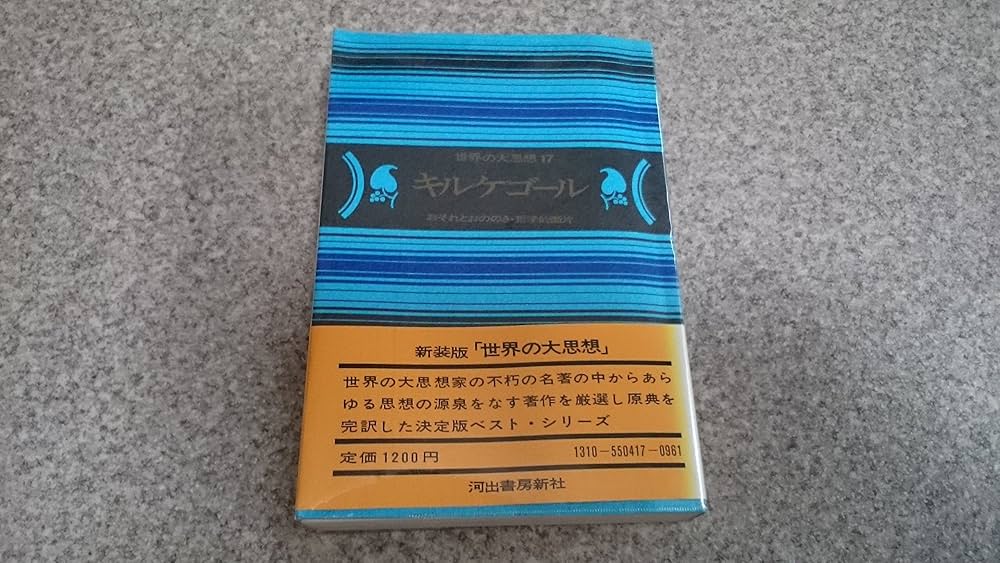 世界の大思想 17
キルケゴール
おそれとおののき・哲学的断片
新装版「世界の大思想」
世界の大思想家の不朽の名著の中からあら
ゆる思想の源泉をなす著作を厳選し原典を
完訳した決定版ベスト・シリーズ
定価1200円
1310-550417-0961
河出書房新社